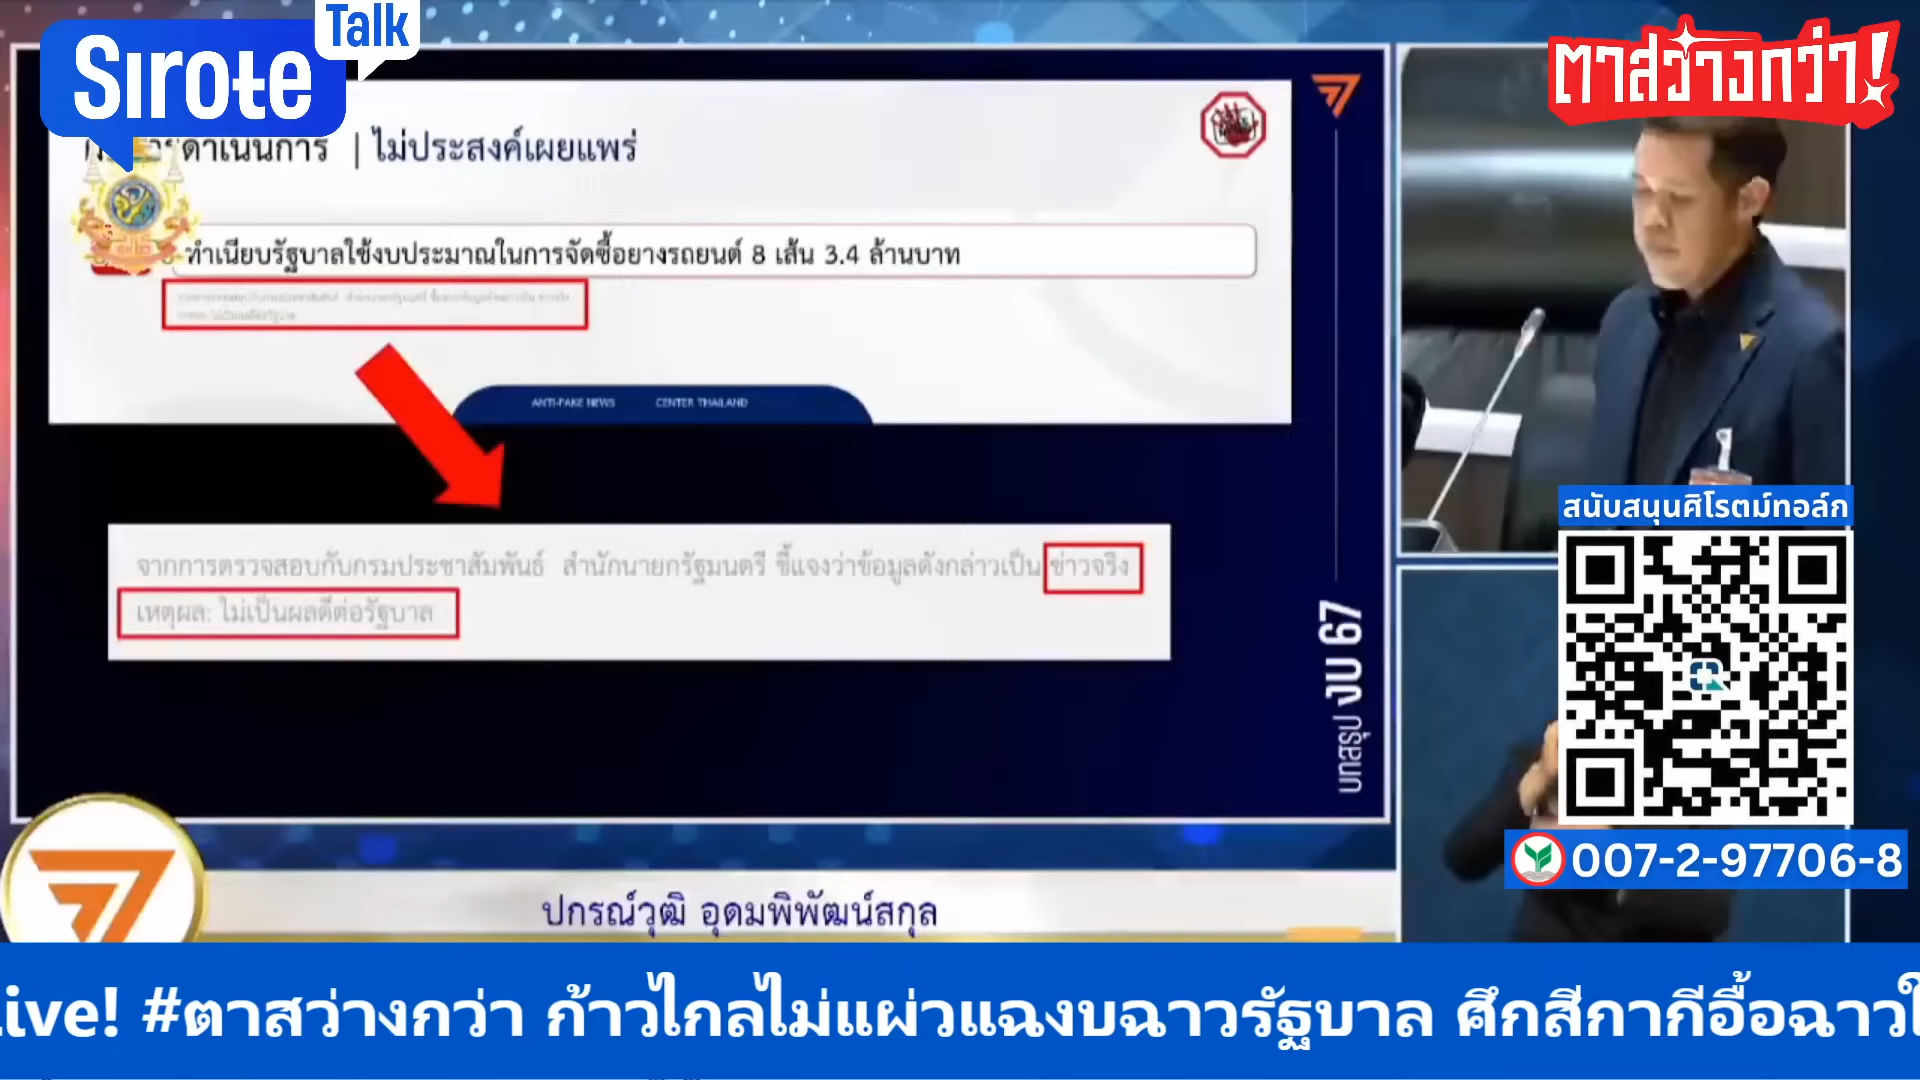 Sirote
Talk
ตาสว่างกว่า!
ดำเนินการ | ไม่ประสงค์เผยแพร่
ทำเนียบรัฐบาลใช้งบประมาณในการจัดซื้อยางรถยนต์ 8 เส้น 3.4 ล้านบาท
ANTI-FAKE NEWS CENTER THAILAND
จากการตรวจสอบกับกรมประชาสัมพันธ์ สำนักนายกรัฐมนตรี ชี้แจงว่าข้อมูลดังกล่าวเป็น ข่าวจริง
เหตุผล: ไม่เป็นผลดีต่อรัฐบาล
บทสรุป งบ 67
สนับสนุนศิโรตม์ทอล์ก
007-2-97706-8
ปกรณ์วุฒิ อุดมพิพัฒน์สกุล
Live! #ตาสว่างกว่า ก้าวไกลไม่แผ่วแฉงบฉาวรัฐบาล ศึกสีกากีอื้อฉาวใ